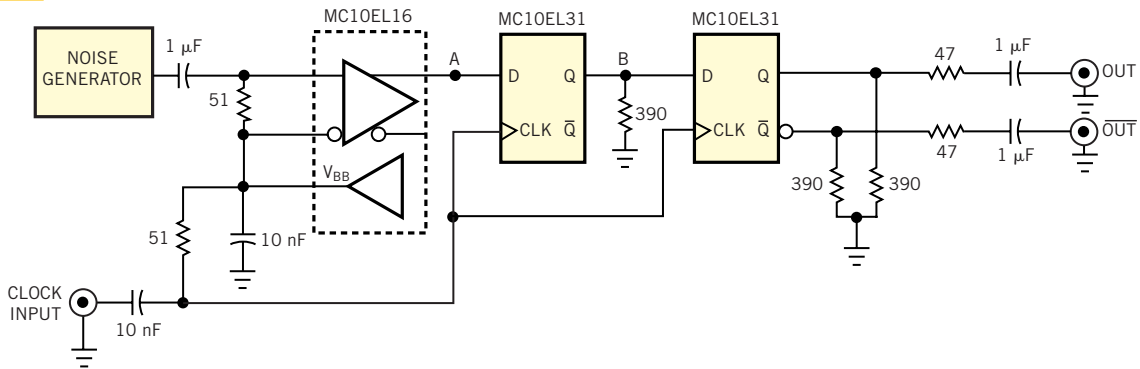 MC10EL16
MC10EL31
MC10EL31
NOISE
GENERATOR
1 µF
51
A
D
Q
CLK
Q̅
B
390
D
Q
CLK
Q̅
47
1 µF
OUT
47
1 µF
O̅U̅T̅
390
390
V_BB
51
10 nF
CLOCK
INPUT
10 nF